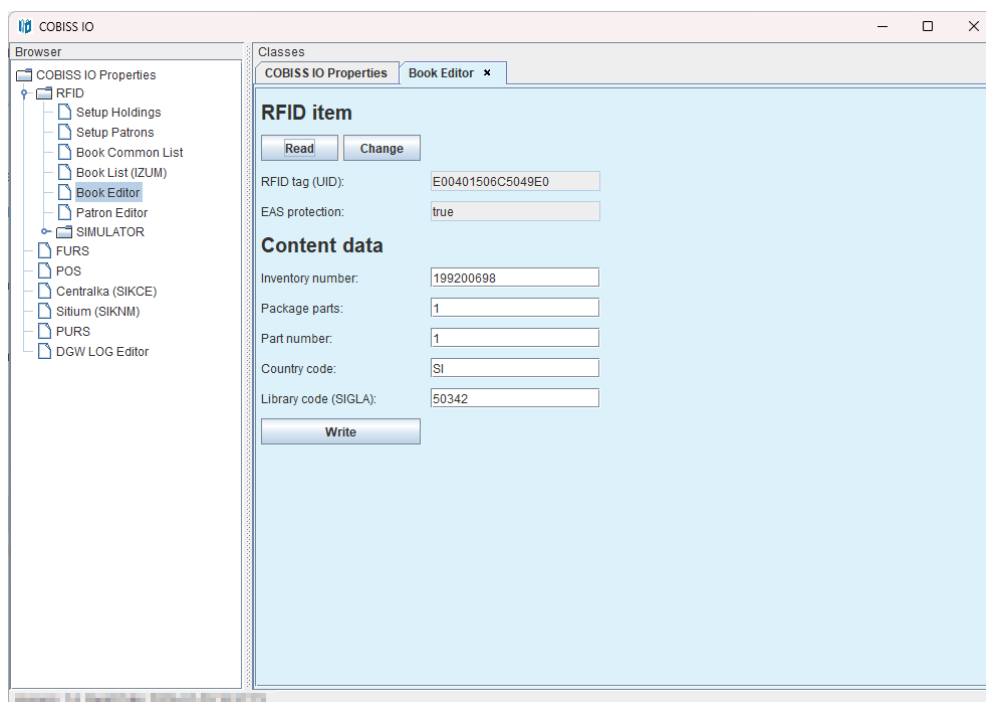 COBISS IO
Browser
COBISS IO Properties
RFID
Setup Holdings
Setup Patrons
Book Common List
Book List (IZUM)
Book Editor
Patron Editor
SIMULATOR
FURS
POS
Centralka (SIKCE)
Sitium (SIKNM)
PURS
DGW LOG Editor
Classes
COBISS IO Properties Book Editor
RFID item
Read Change
RFID tag (UID): E00401506C5049E0
EAS protection: true
Content data
Inventory number: 199200698
Package parts: 1
Part number: 1
Country code: SI
Library code (SIGLA): 50342
Write